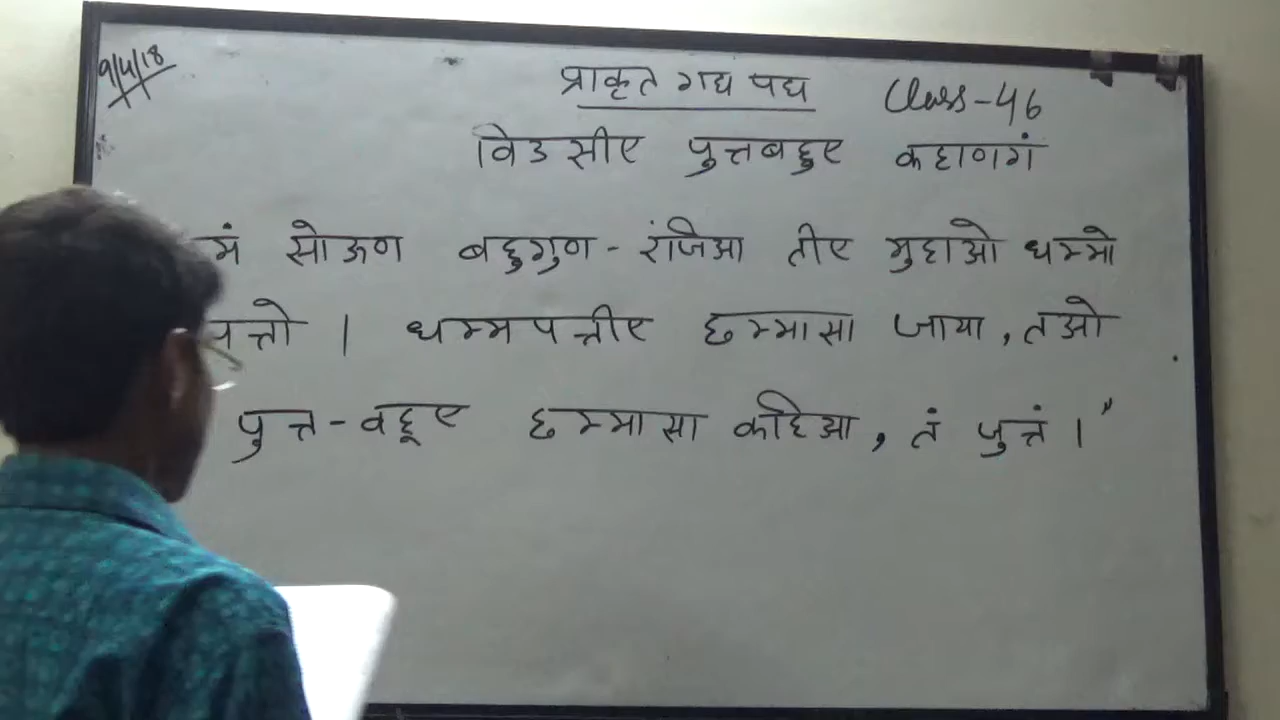 9/4/18
प्राकृत गद्य पद्य Class-46
विउसीए पुत्तबहुए कहाणगं
सोऊण बहुगुण-रंजिआ तीए मुहाओ धम्मो
पत्तो । धम्मपत्तीए छम्मासा जाया, तओ
पुत्त-वहूए छम्मासा कहिआ, तं जुत्तं ।"